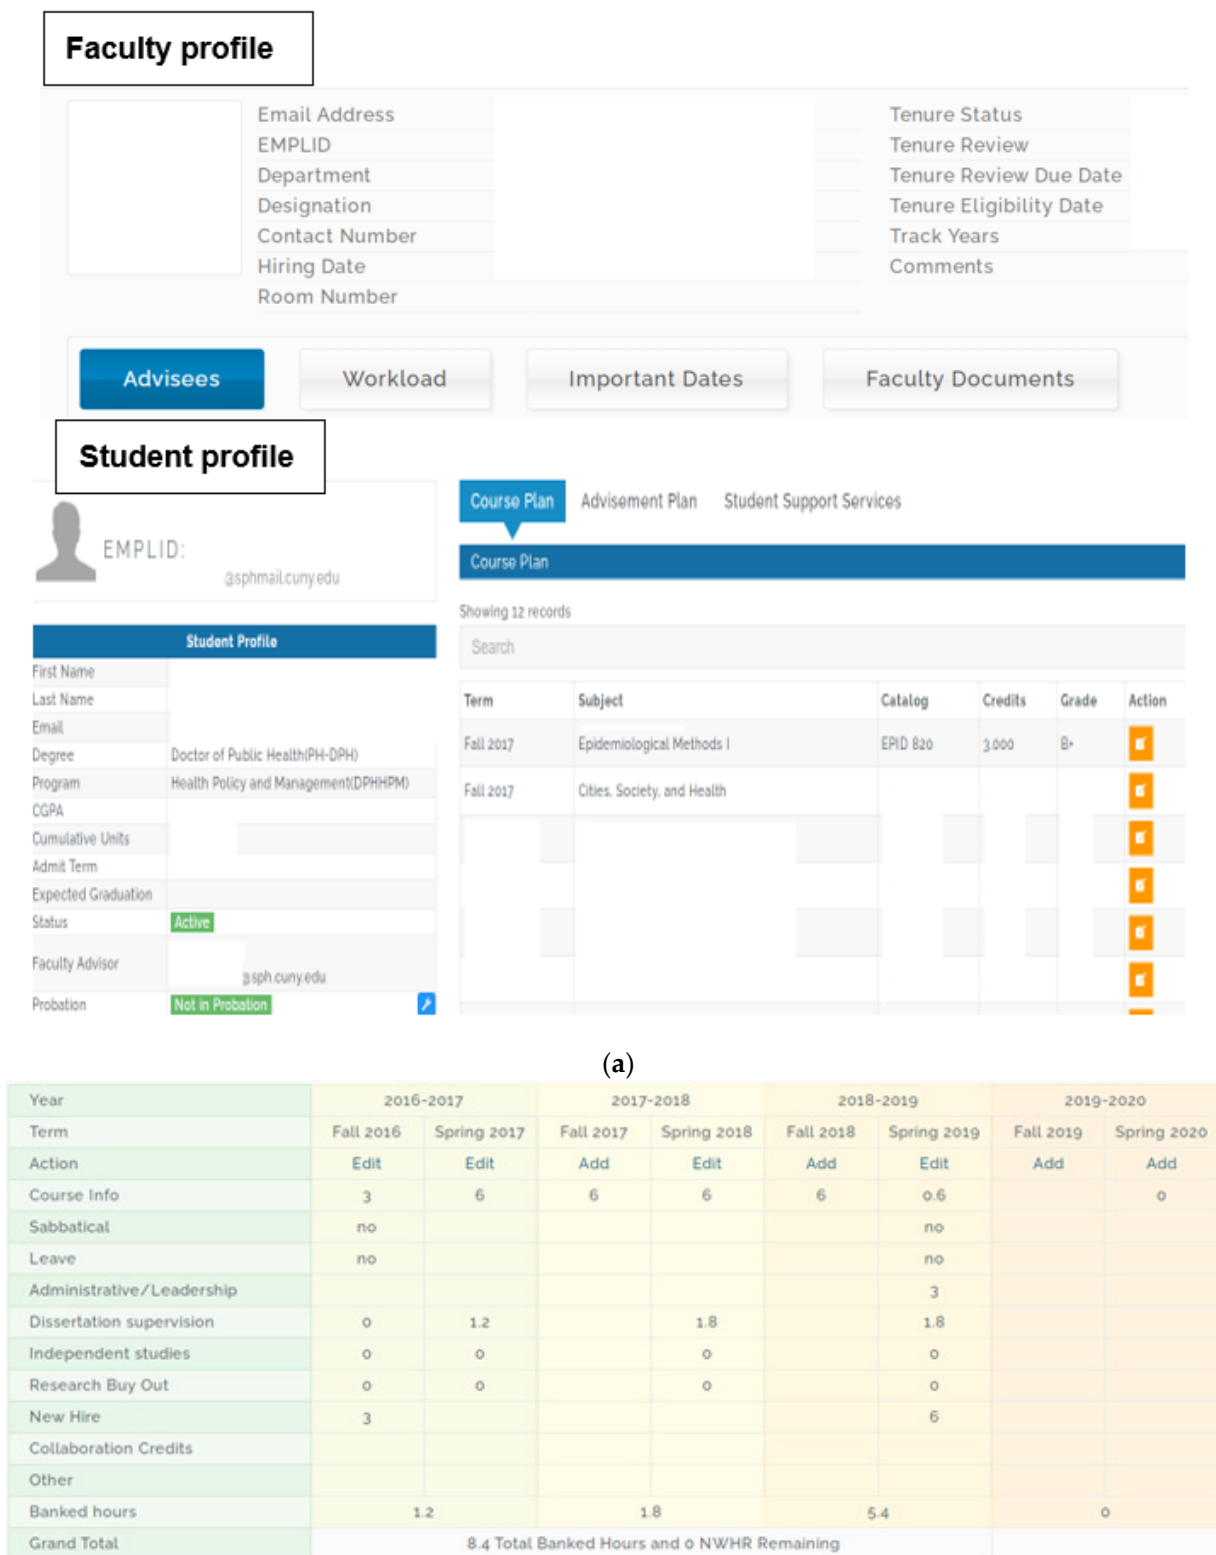 Faculty profile
Email Address
EMPLID
Department
Designation
Contact Number
Hiring Date
Room Number
Tenure Status
Tenure Review
Tenure Review Due Date
Tenure Eligibility Date
Track Years
Comments
Advisees Workload Important Dates Faculty Documents
Student profile
EMPLID:
@sphmail.cuny.edu
Student Profile
First Name
Last Name
Email
Degree Doctor of Public Health(PH-DPH)
Program Health Policy and Management(DPHHPM)
CGPA
Cumulative Units
Admit Term
Expected Graduation
Status Active
Faculty Advisor
@sph.cuny.edu
Probation Not in Probation
Course Plan Advisement Plan Student Support Services
Course Plan
Showing 12 records
Search
Term Subject Catalog Credits Grade Action
Fall 2017 Epidemiological Methods I EPID 820 3.000 B+
Fall 2017 Cities, Society, and Health
(a)
Year 2016-2017 2017-2018 2018-2019 2019-2020
Term Fall 2016 Spring 2017 Fall 2017 Spring 2018 Fall 2018 Spring 2019 Fall 2019 Spring 2020
Action Edit Edit Add Edit Add Edit Add Add
Course Info 3 6 6 6 6 0.6 0
Sabbatical no no
Leave no no
Administrative/Leadership 3
Dissertation supervision 0 1.2 1.8 1.8
Independent studies 0 0 0 0
Research Buy Out 0 0 0 0
New Hire 3 6
Collaboration Credits
Other
Banked hours 1.2 1.8 5.4 0
Grand Total 8.4 Total Banked Hours and 0 NWHR Remaining